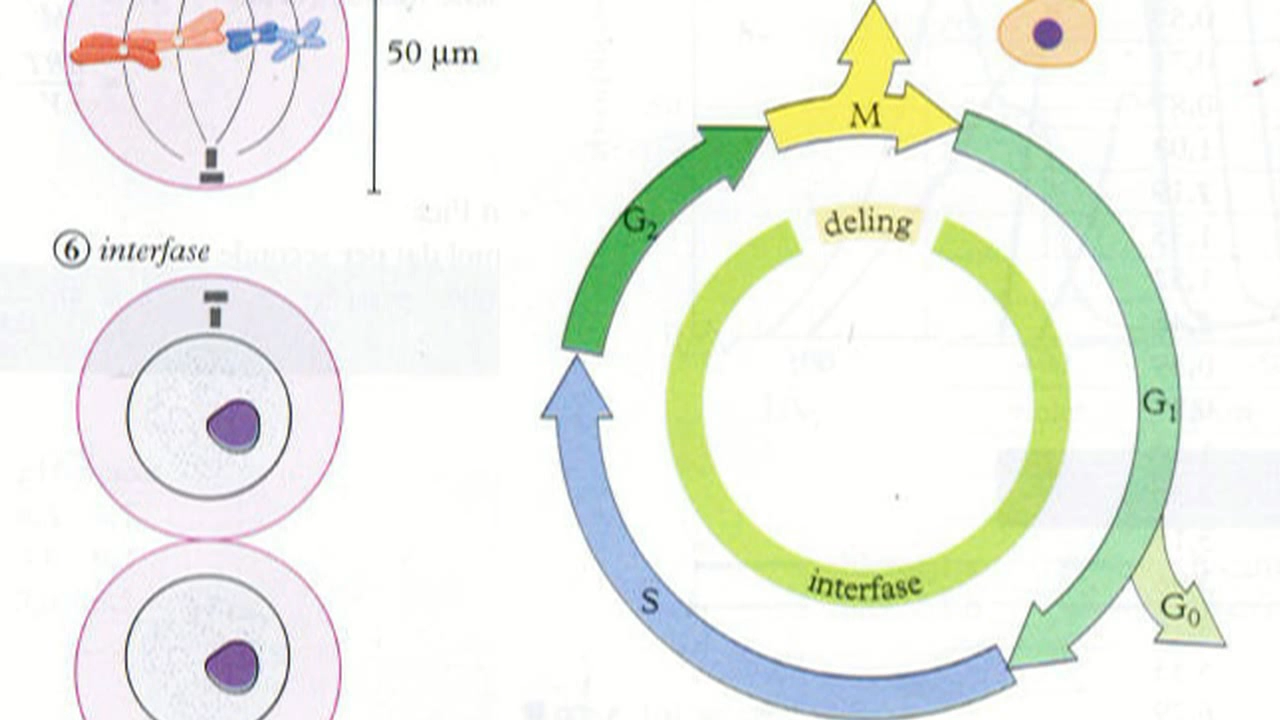 50 µm
⑥ interfase
M
G₂
deling
G₁
interfase
S
G₀